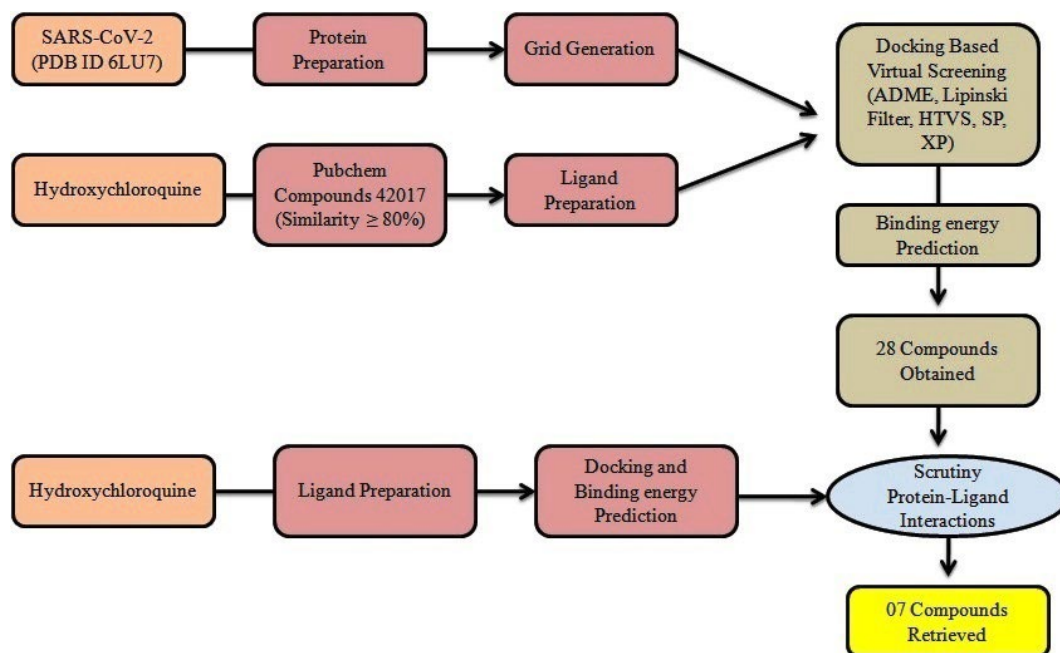 SARS-CoV-2
(PDB ID 6LU7)
Protein
Preparation
Grid Generation
Docking Based
Virtual Screening
(ADME, Lipinski
Filter, HTVS, SP,
XP)
Hydroxychloroquine
Pubchem
Compounds 42017
(Similarity ≥ 80%)
Ligand
Preparation
Binding energy
Prediction
28 Compounds
Obtained
Hydroxychloroquine
Ligand Preparation
Docking and
Binding energy
Prediction
Scrutiny
Protein-Ligand
Interactions
07 Compounds
Retrieved